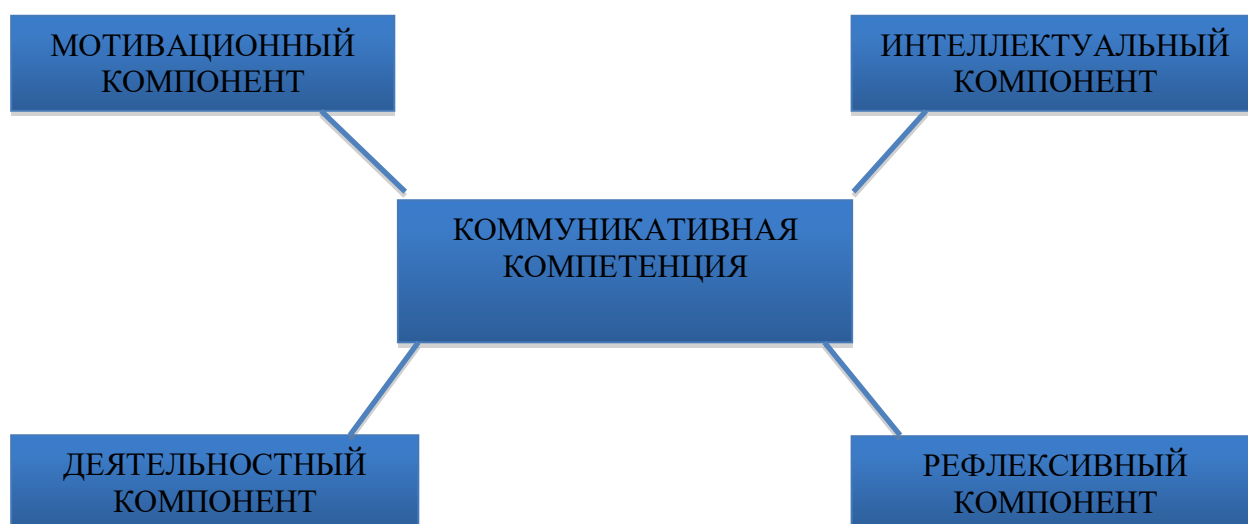 МОТИВАЦИОННЫЙ
КОМПОНЕНТ
ИНТЕЛЛЕКТУАЛЬНЫЙ
КОМПОНЕНТ
КОММУНИКАТИВНАЯ
КОМПЕТЕНЦИЯ
ДЕЯТЕЛЬНОСТНЫЙ
КОМПОНЕНТ
РЕФЛЕКСИВНЫЙ
КОМПОНЕНТ